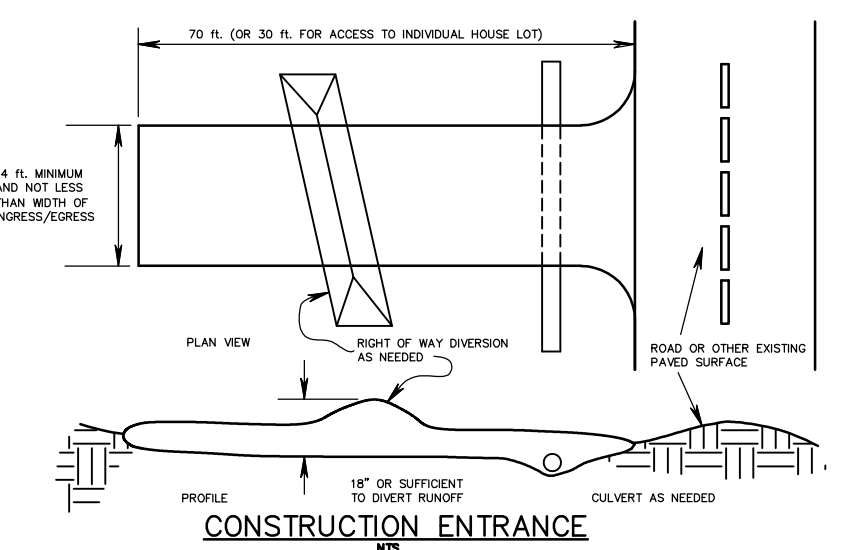 70 ft. (OR 30 ft. FOR ACCESS TO INDIVIDUAL HOUSE LOT)
4 ft. MINIMUM
AND NOT LESS
THAN WIDTH OF
NGRESS/EGRESS
PLAN VIEW
RIGHT OF WAY DIVERSION
AS NEEDED
ROAD OR OTHER EXISTING
PAVED SURFACE
18" OR SUFFICIENT
TO DIVERT RUNOFF
PROFILE
CULVERT AS NEEDED
CONSTRUCTION ENTRANCE
NTS